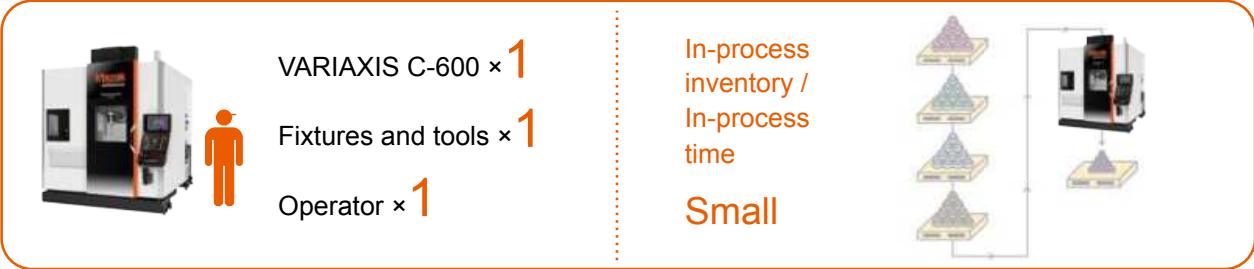 VARIAXIS C-600 × 1
Fixtures and tools × 1
Operator × 1
In-process
inventory /
In-process
time
Small